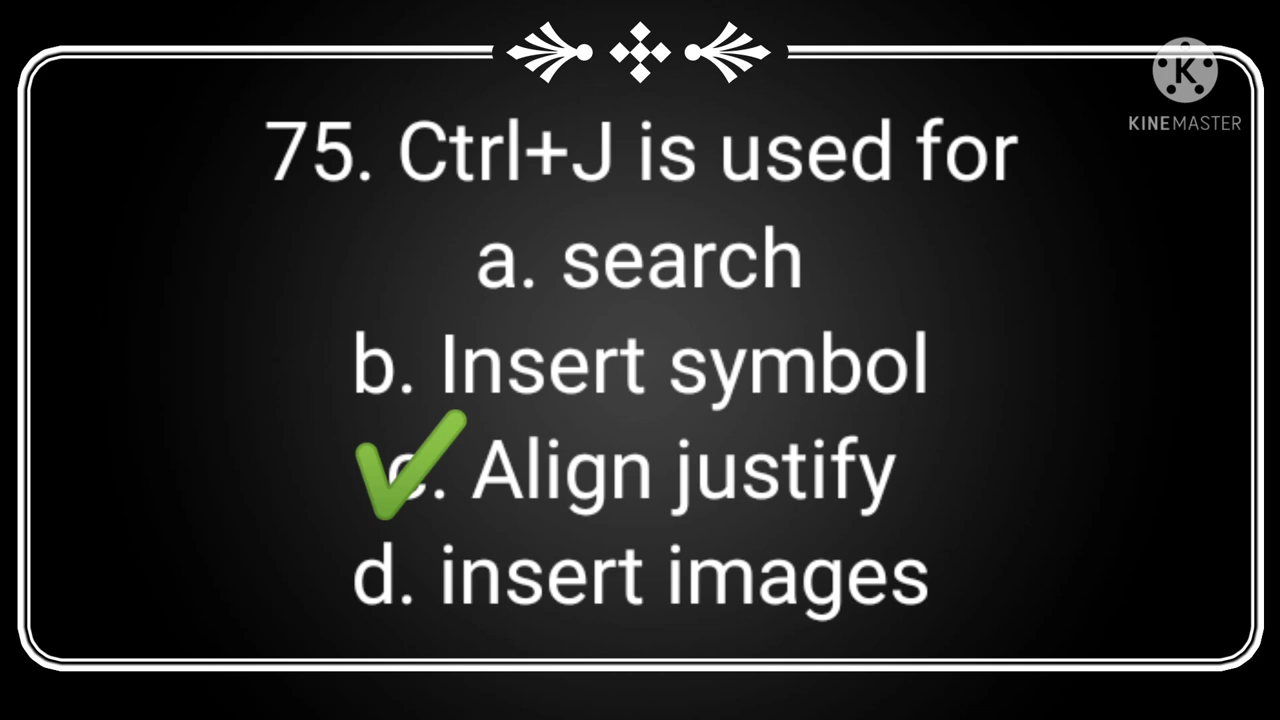 K
KINEMASTER
75. Ctrl+J is used for
a. search
b. Insert symbol
c. Align justify
d. insert images